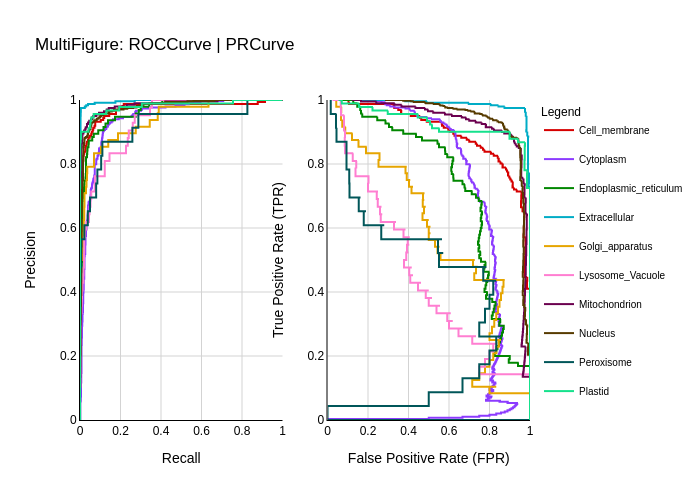 MultiFigure: ROCCurve | PRCurve
Precision
1
0.8
0.6
0.4
0.2
0
0 0.2 0.4 0.6 0.8 1
Recall
True Positive Rate (TPR)
1
0.8
0.6
0.4
0.2
0
0 0.2 0.4 0.6 0.8 1
False Positive Rate (FPR)
Legend
Cell_membrane
Cytoplasm
Endoplasmic_reticulum
Extracellular
Golgi_apparatus
Lysosome_Vacuole
Mitochondrion
Nucleus
Peroxisome
Plastid